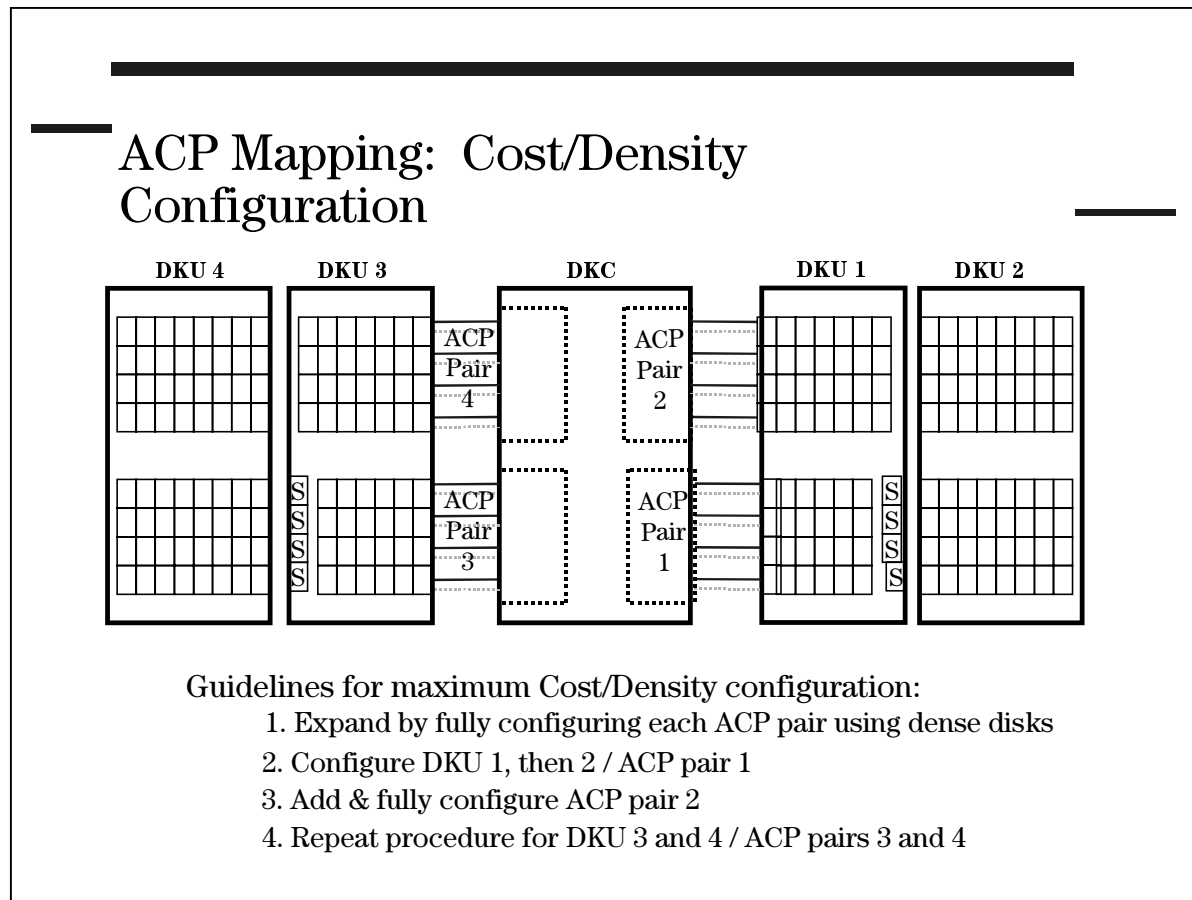 ACP Mapping: Cost/Density
Configuration
DKU 4
DKU 3
DKC
DKU 1
DKU 2
ACP
Pair
4
ACP
Pair
2
S
S
S
S
ACP
Pair
3
ACP
Pair
1
S
S
S
S
Guidelines for maximum Cost/Density configuration:
1. Expand by fully configuring each ACP pair using dense disks
2. Configure DKU 1, then 2 / ACP pair 1
3. Add & fully configure ACP pair 2
4. Repeat procedure for DKU 3 and 4 / ACP pairs 3 and 4